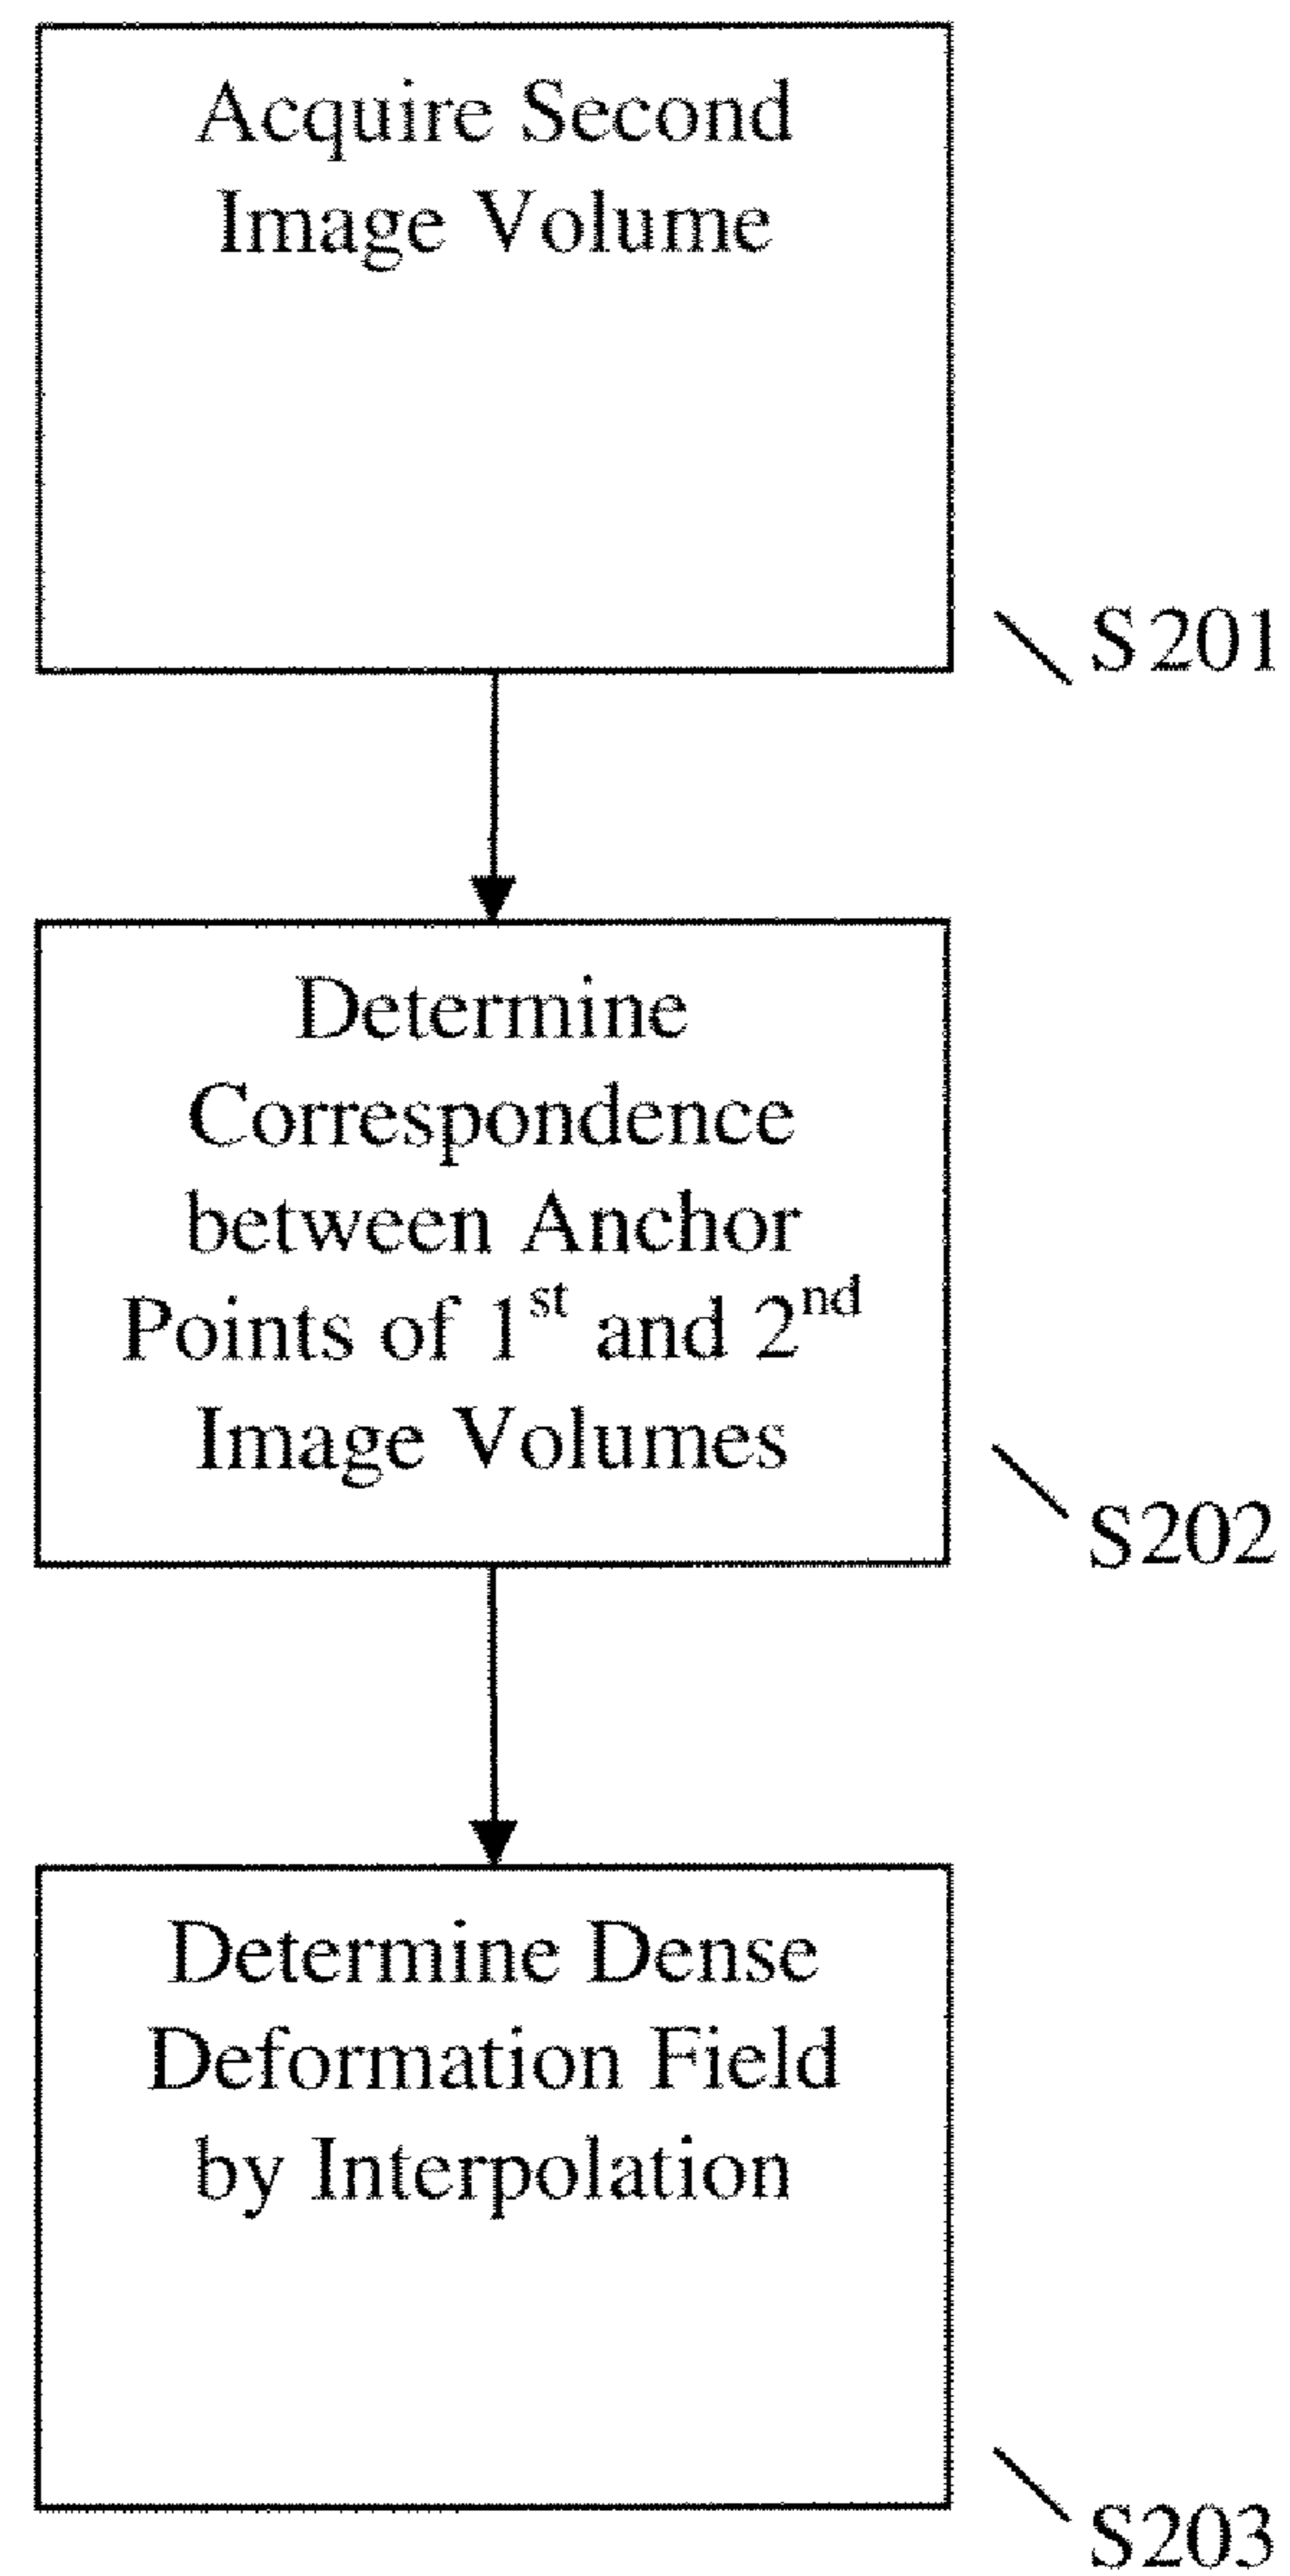 Acquire Second
Image Volume
S201
Determine
Correspondence
between Anchor
Points of 1st and 2nd
Image Volumes
S202
Determine Dense
Deformation Field
by Interpolation
S203